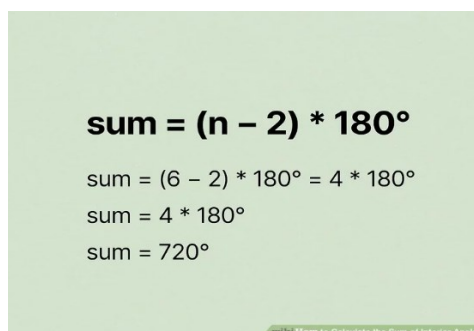 sum = (n – 2) * 180°
sum = (6 – 2) * 180° = 4 * 180°
sum = 4 * 180°
sum = 720°